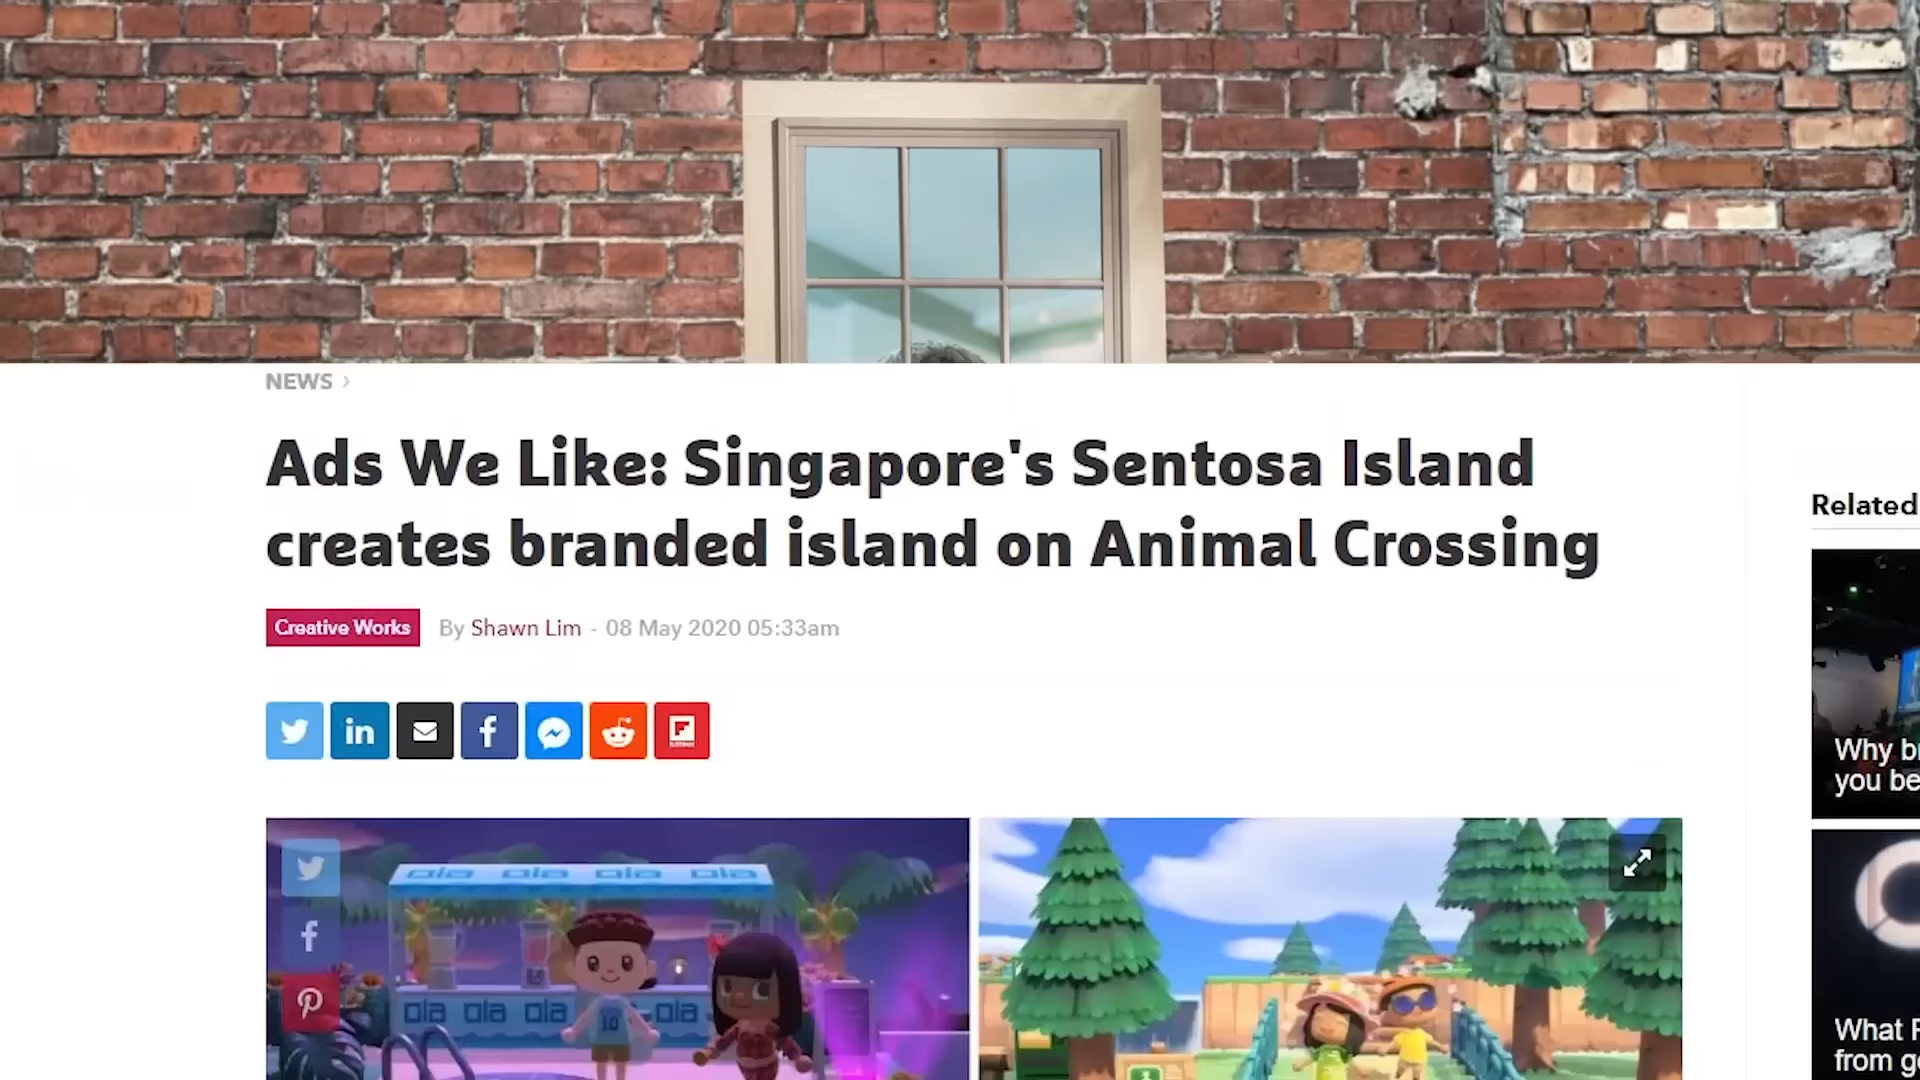 NEWS ›
Ads We Like: Singapore's Sentosa Island
creates branded island on Animal Crossing
Creative Works By Shawn Lim - 08 May 2020 05:33am
Related
Why
you be
What
from
ola ola ola ola
ola ola ola ola
10